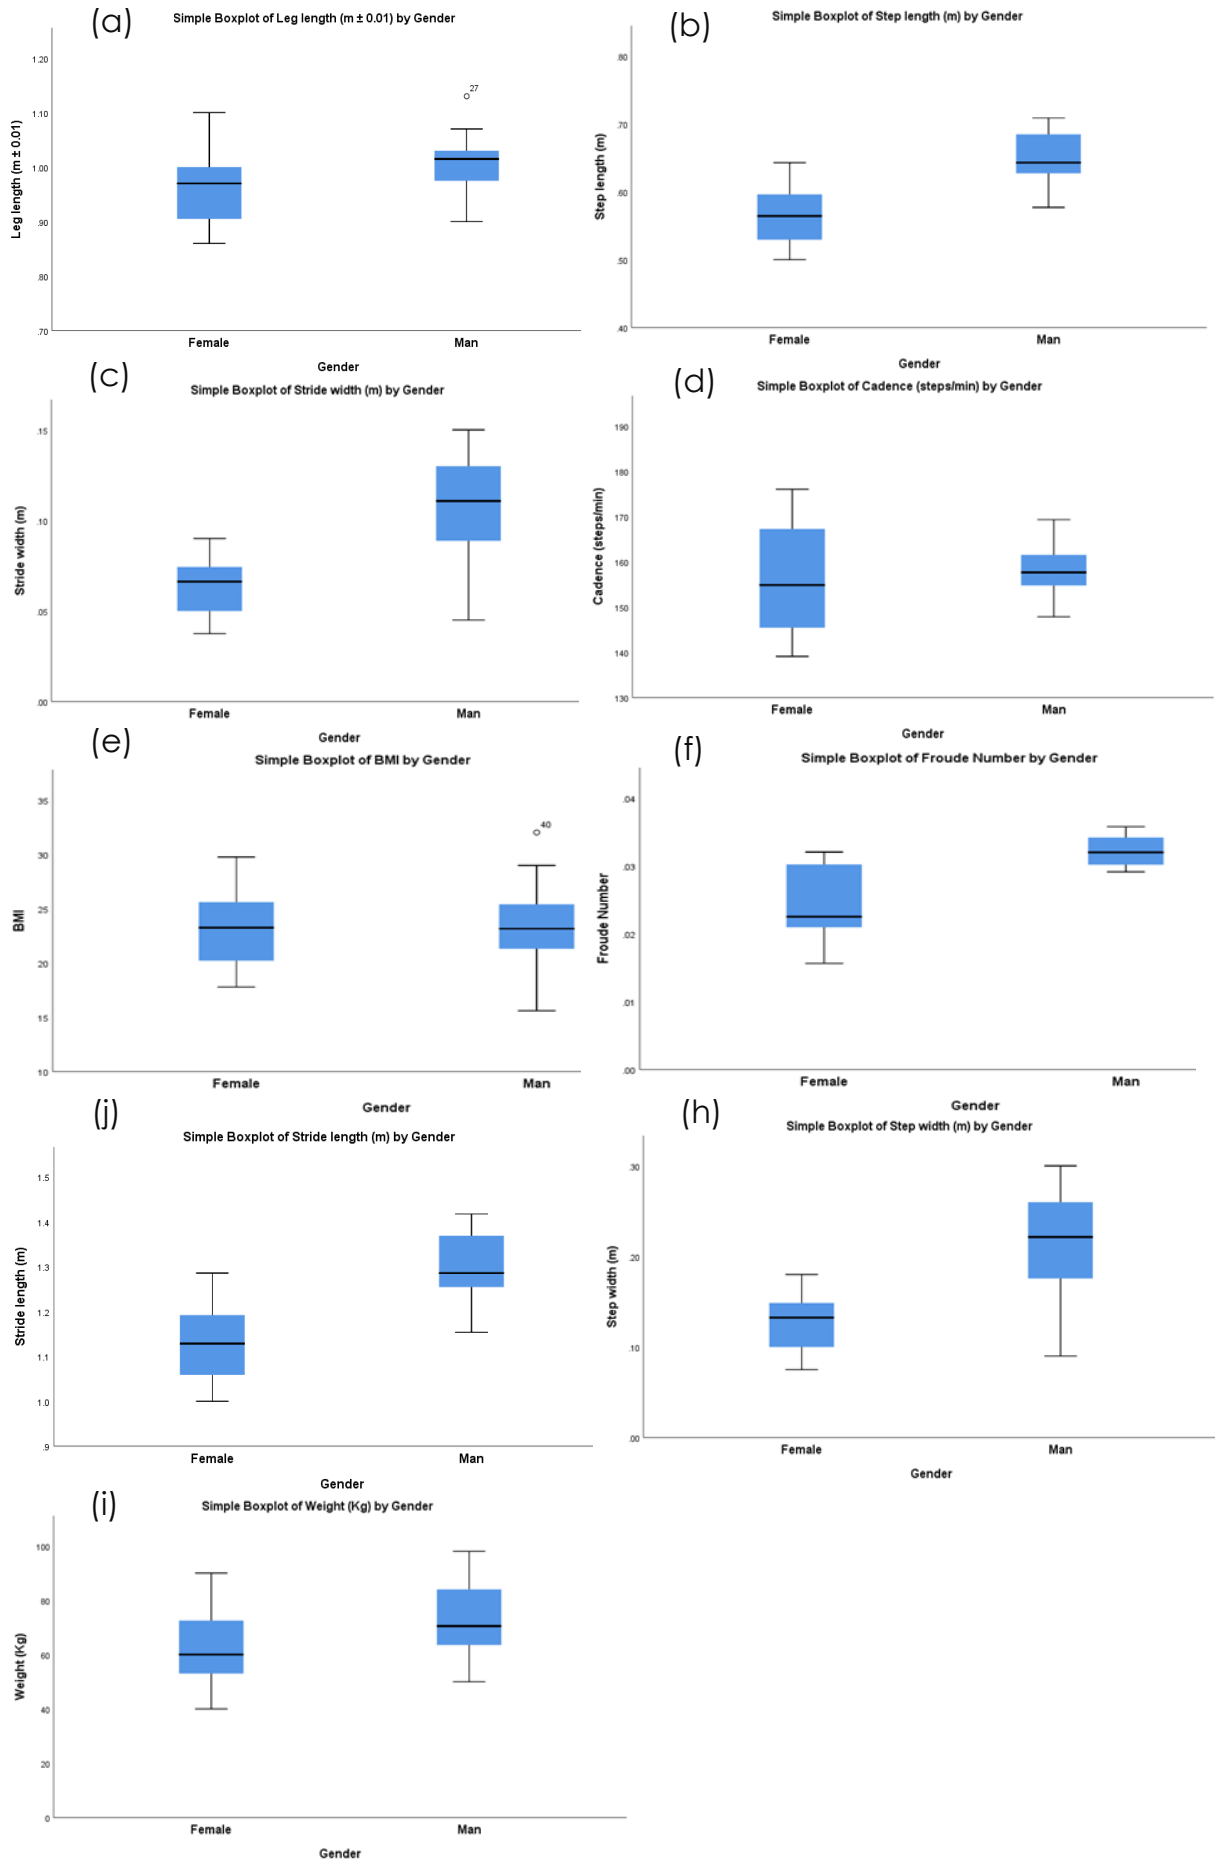 (a)
Simple Boxplot of Leg length (m ± 0.01) by Gender
1.20
1.10
1.00
.90
.80
.70
Leg length (m ± 0.01)
27
Female
Man
Gender
(b)
Simple Boxplot of Step length (m) by Gender
.80
.70
.60
.50
.40
Step length (m)
Female
Man
Gender
(c)
Simple Boxplot of Stride width (m) by Gender
.15
.10
.05
.00
Stride width (m)
Female
Man
Gender
(d)
Simple Boxplot of Cadence (steps/min) by Gender
190
180
170
160
150
140
130
Cadence (steps/min)
Female
Man
Gender
(e)
Simple Boxplot of BMI by Gender
35
30
25
20
15
10
BMI
40
Female
Man
Gender
(f)
Simple Boxplot of Froude Number by Gender
.04
.03
.02
.01
.00
Froude Number
Female
Man
Gender
(j)
Simple Boxplot of Stride length (m) by Gender
1.5
1.4
1.3
1.2
1.1
1.0
.9
Stride length (m)
Female
Man
Gender
(h)
Simple Boxplot of Step width (m) by Gender
.30
.20
.10
.00
Step width (m)
Female
Man
Gender
(i)
Simple Boxplot of Weight (Kg) by Gender
100
80
60
40
20
0
Weight (Kg)
Female
Man
Gender